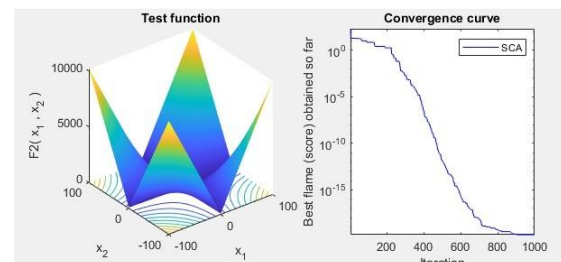 Test function
10000
5000
0
100
0
-100
-100
0
100
F2( x1 , x2 )
x2
x1
Convergence curve
SCA
10^0
10^-5
10^-10
10^-15
200
400
600
800
1000
Best flame (score) obtained so far
Iteration